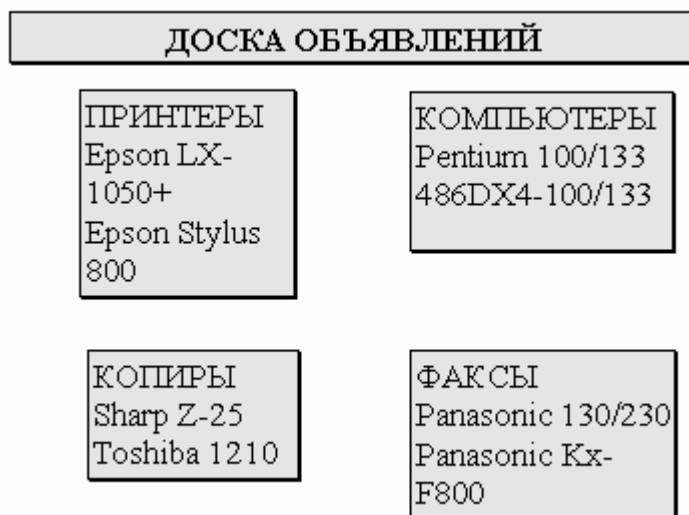 ДОСКА ОБЪЯВЛЕНИЙ
ПРИНТЕРЫ
Epson LX-
1050+
Epson Stylus
800
КОМПЬЮТЕРЫ
Pentium 100/133
486DX4-100/133
КОПИРЫ
Sharp Z-25
Toshiba 1210
ФАКСЫ
Panasonic 130/230
Panasonic Kx-
F800